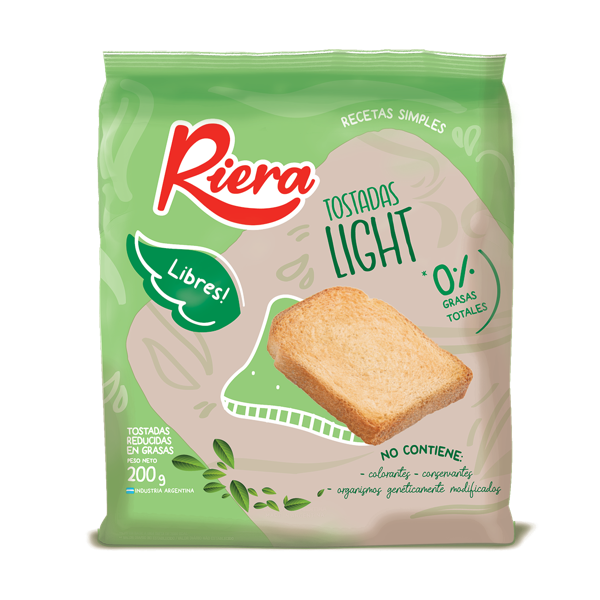 Riera
RECETAS SIMPLES
TOSTADAS
LIGHT
Libres!
*0%
GRASAS
TOTALES
TOSTADAS
REDUCIDAS
EN GRASAS
PESO NETO
200g
INDUSTRIA ARGENTINA
NO CONTIENE:
- colorantes - conservantes
- organismos genéticamente modificados